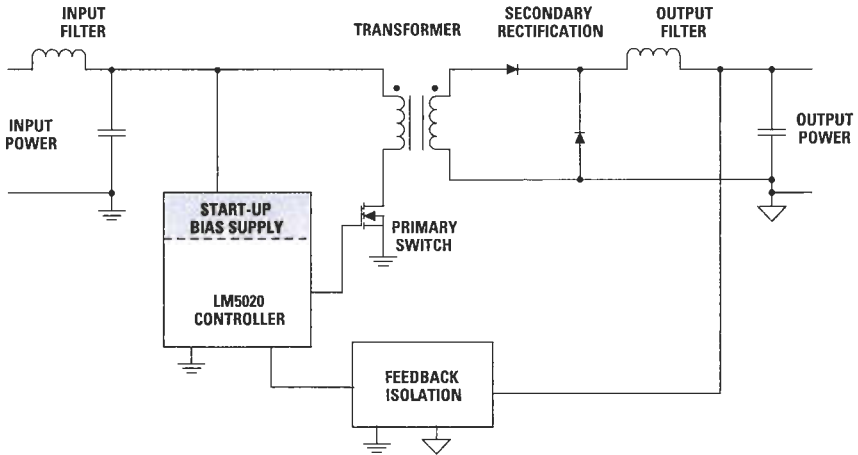 INPUT
FILTER
TRANSFORMER
SECONDARY
RECTIFICATION
OUTPUT
FILTER
INPUT
POWER
OUTPUT
POWER
START-UP
BIAS SUPPLY
PRIMARY
SWITCH
LM5020
CONTROLLER
FEEDBACK
ISOLATION